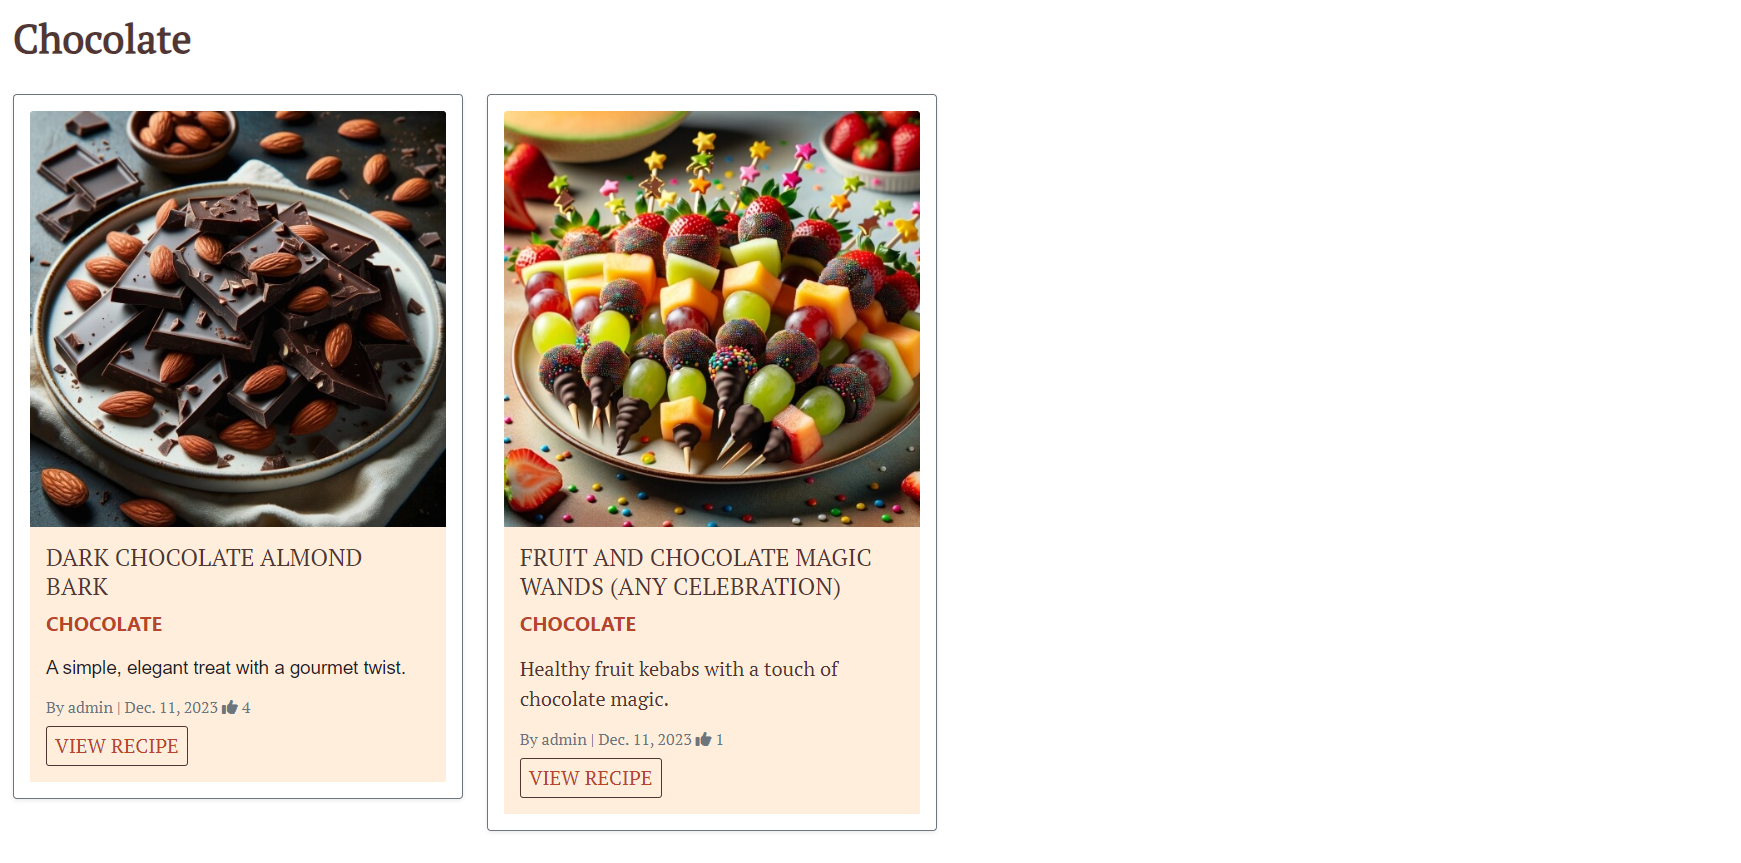 Chocolate
DARK CHOCOLATE ALMOND
BARK
CHOCOLATE
A simple, elegant treat with a gourmet twist.
By admin | Dec. 11, 2023 4
VIEW RECIPE
FRUIT AND CHOCOLATE MAGIC
WANDS (ANY CELEBRATION)
CHOCOLATE
Healthy fruit kebabs with a touch of
chocolate magic.
By admin | Dec. 11, 2023 1
VIEW RECIPE